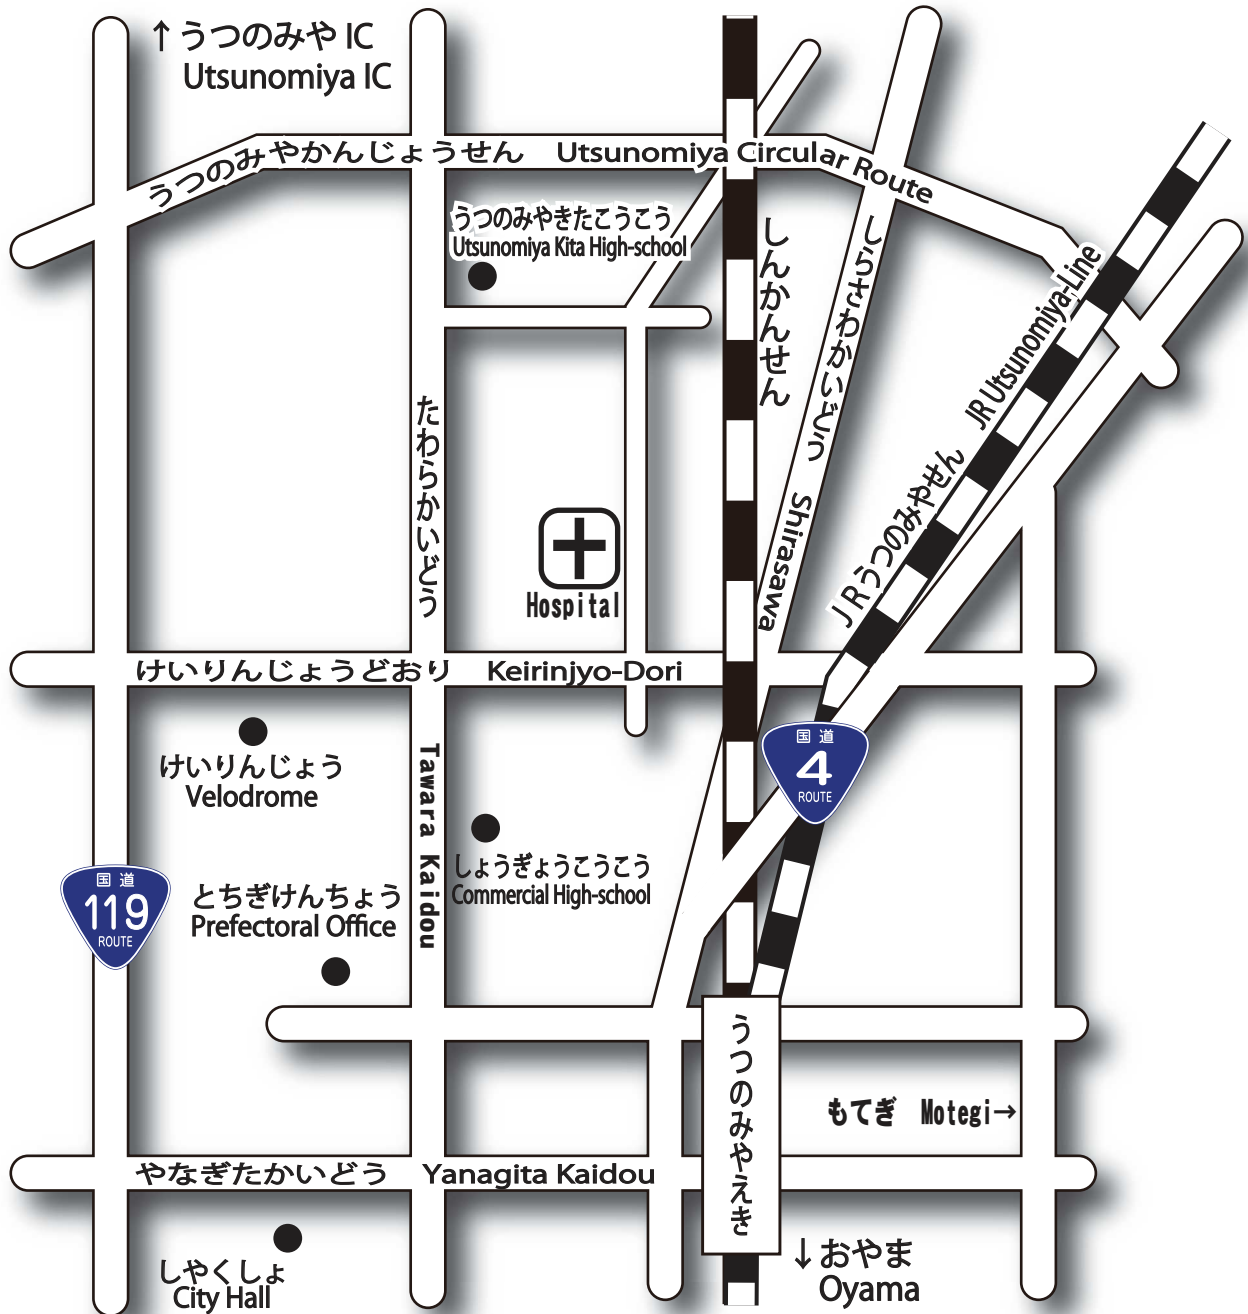 ↑うつのみや IC
Utsunomiya IC
うつのみやかんじょうせん Utsunomiya Circular Route
うつのみやきたこうこう
Utsunomiya Kita High-school
しんかんせん
しらさわかいどう Shirasawa
JRうつのみやせん JR Utsunomiya-Line
たわらかいどう
Tawara Kaidou
Hospital
けいりんじょうどおり Keirinjyo-Dori
けいりんじょう
Velodrome
国道
4
ROUTE
しょうぎょうこうこう
Commercial High-school
国道
119
ROUTE
とちぎけんちょう
Prefectoral Office
うつのみやえき
もてぎ Motegi→
やなぎたかいどう Yanagita Kaidou
しやくしょ
City Hall
↓おやま
Oyama